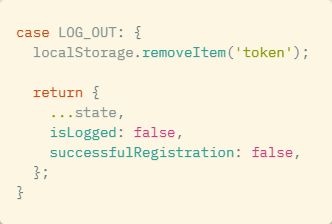 case LOG_OUT: {
  localStorage.removeItem('token');

  return {
    ...state,
    isLogged: false,
    successfulRegistration: false,
  };
}